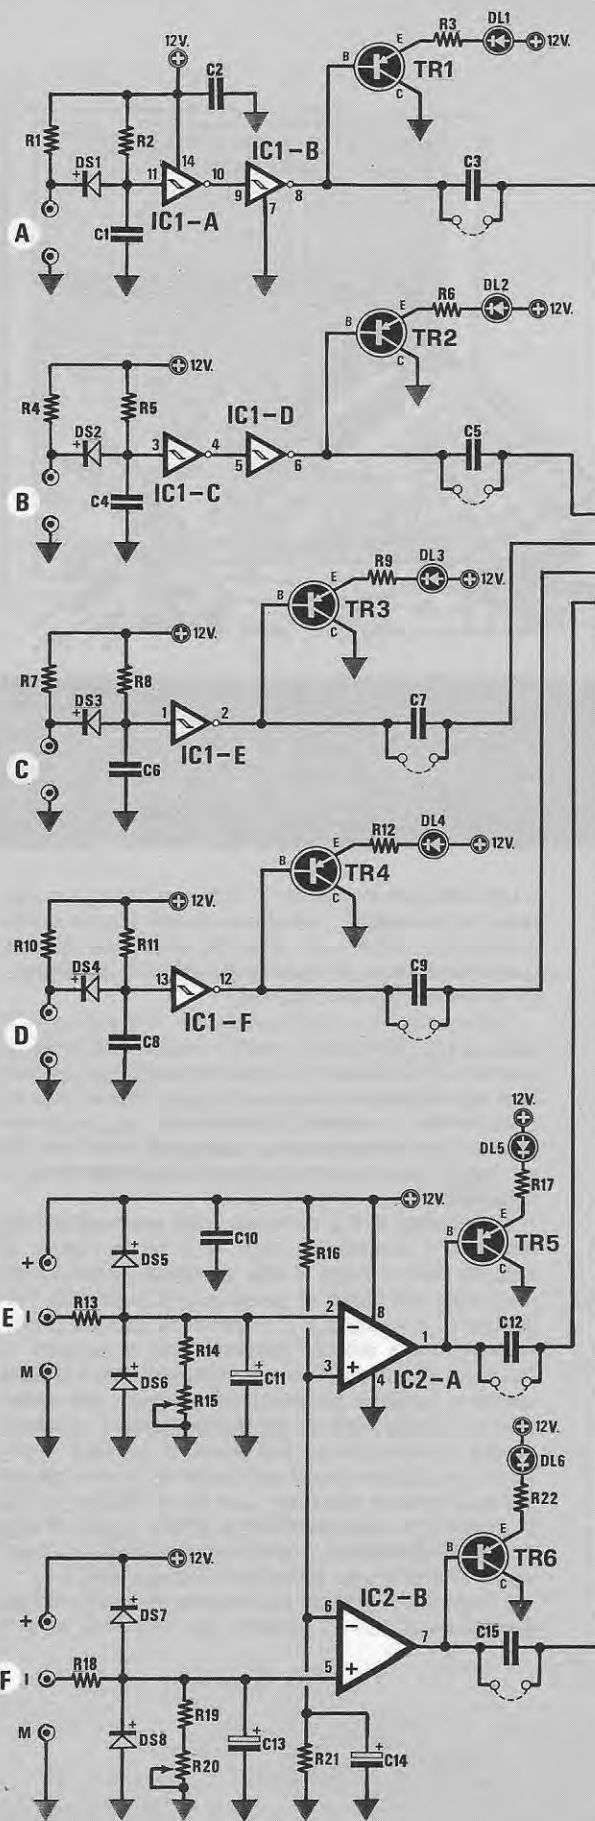 R3 DL1
12V.
12V.
E
B
TR1
C
C2
R1
R2
IC1-B
C3
DS1
+
14
11
10
9
8
7
A
C1
IC1-A
R6 DL2
12V.
E
B
TR2
C
12V.
R4
R5
IC1-D
C5
DS2
+
3
4
5
6
B
C4
IC1-C
R9 DL3
12V.
E
B
TR3
C
12V.
R7
R8
C7
DS3
+
1
2
C
C6
IC1-E
R12 DL4
12V.
E
B
TR4
C
12V.
R10
R11
C9
DS4
+
13
12
D
C8
IC1-F
12V.
DL5
R17
12V.
E
B
TR5
C
+
DS5
+
C10
R16
E I
R13
2
8
1
C12
−
+
3
4
IC2-A
M
DS6
+
R14
R15
C11
+
12V.
DL6
R22
E
B
TR6
C
12V.
+
DS7
+
IC2-B
6
−
7
C15
F I
R18
5
+
M
DS8
+
R19
R20
C13
+
R21
C14
+